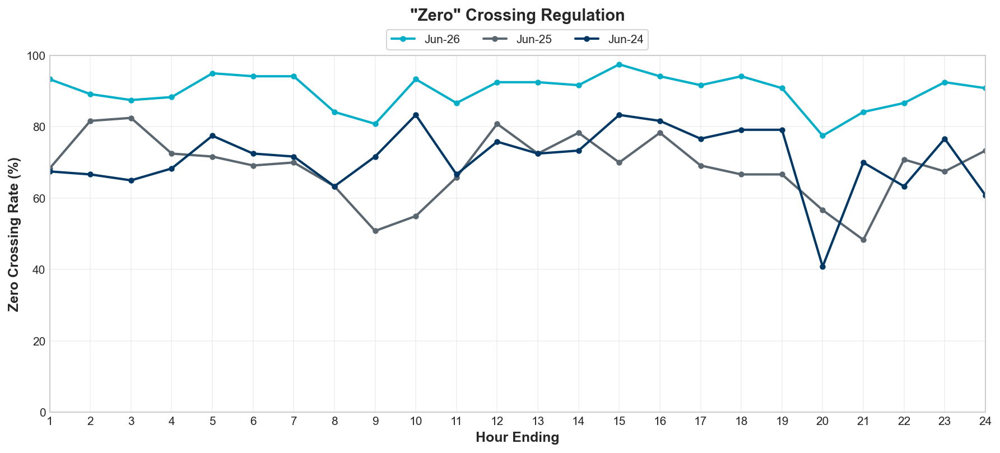 "Zero" Crossing Regulation
Jun-26 Jun-25 Jun-24
Zero Crossing Rate (%)
100
80
60
40
20
0
1 2 3 4 5 6 7 8 9 10 11 12 13 14 15 16 17 18 19 20 21 22 23 24
Hour Ending